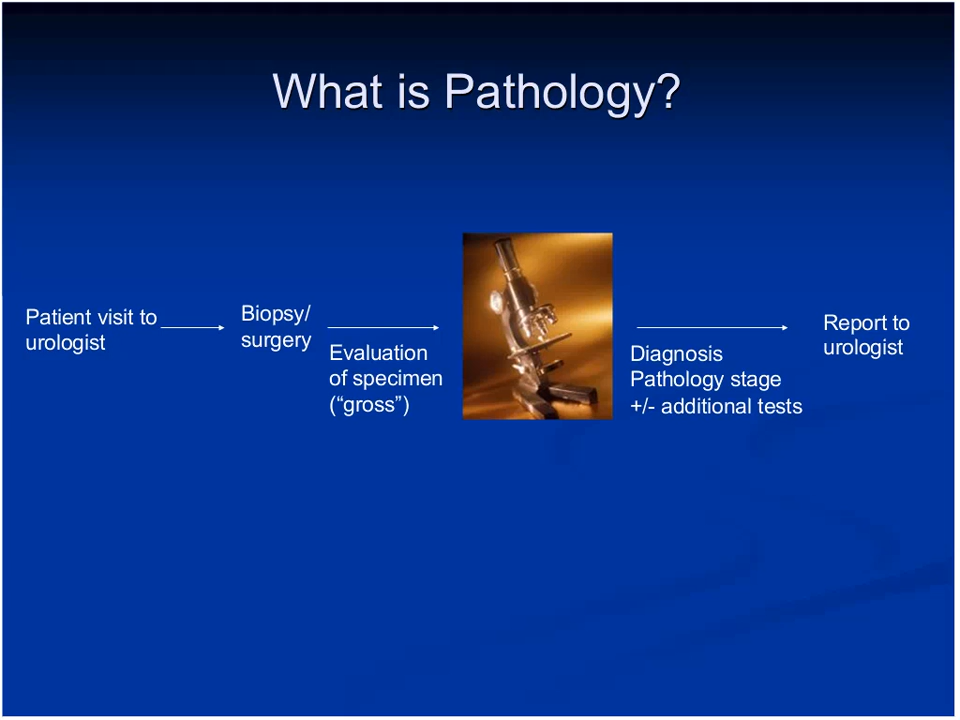 What is Pathology?
Patient visit to
urologist
Biopsy/
surgery
Evaluation
of specimen
(“gross”)
Diagnosis
Pathology stage
+/- additional tests
Report to
urologist